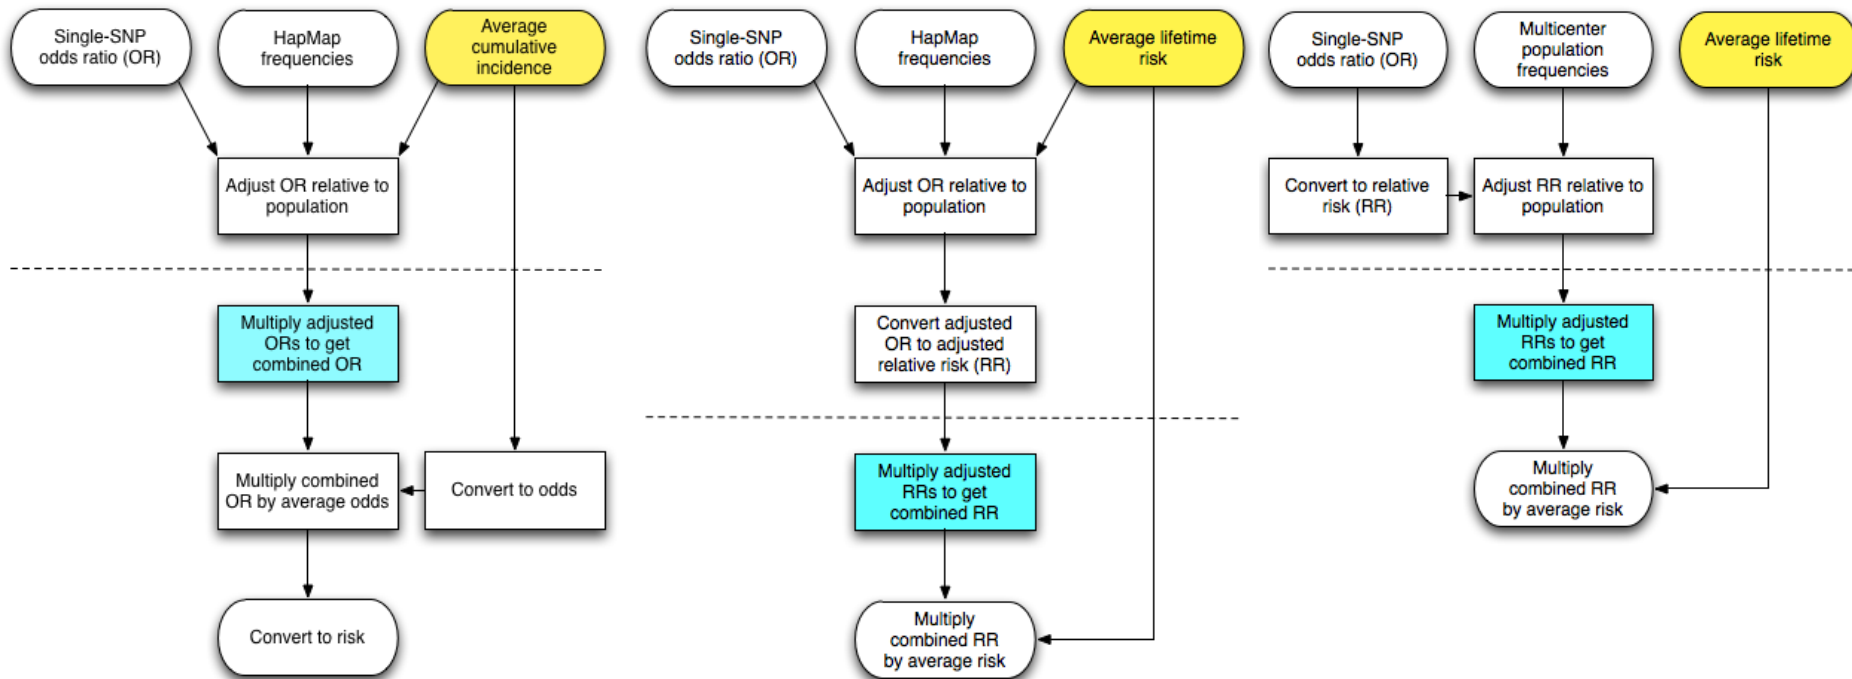 Single-SNP
odds ratio (OR)
HapMap
frequencies
Average
cumulative
incidence
Adjust OR relative to
population
Multiply adjusted
ORs to get
combined OR
Multiply combined
OR by average odds
Convert to odds
Convert to risk
Single-SNP
odds ratio (OR)
HapMap
frequencies
Average lifetime
risk
Adjust OR relative to
population
Convert adjusted
OR to adjusted
relative risk (RR)
Multiply adjusted
RRs to get
combined RR
Multiply
combined RR
by average risk
Single-SNP
odds ratio (OR)
Multicenter
population
frequencies
Average lifetime
risk
Convert to relative
risk (RR)
Adjust RR relative to
population
Multiply adjusted
RRs to get
combined RR
Multiply
combined RR
by average risk